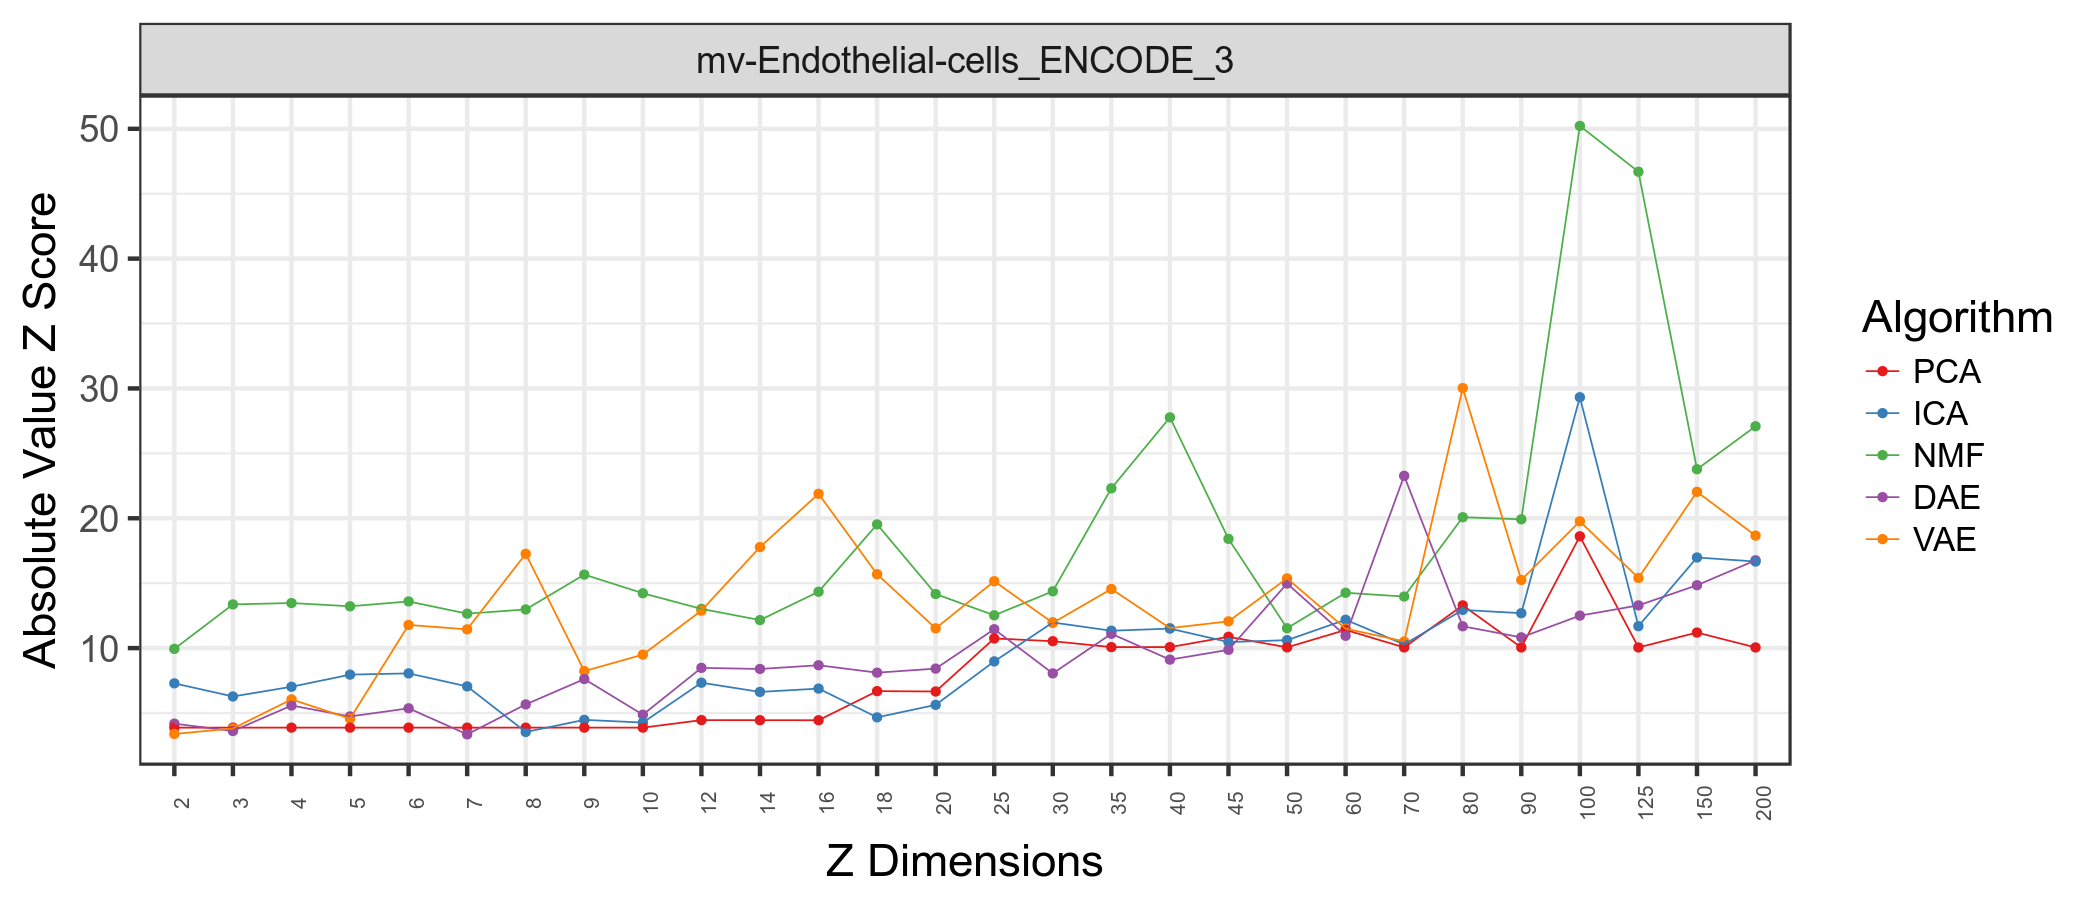 mv-Endothelial-cells_ENCODE_3
Absolute Value Z Score
50
40
30
20
10
2 3 4 5 6 7 8 9 10 12 14 16 18 20 25 30 35 40 45 50 60 70 80 90 100 125 150 200
Z Dimensions
Algorithm
PCA
ICA
NMF
DAE
VAE